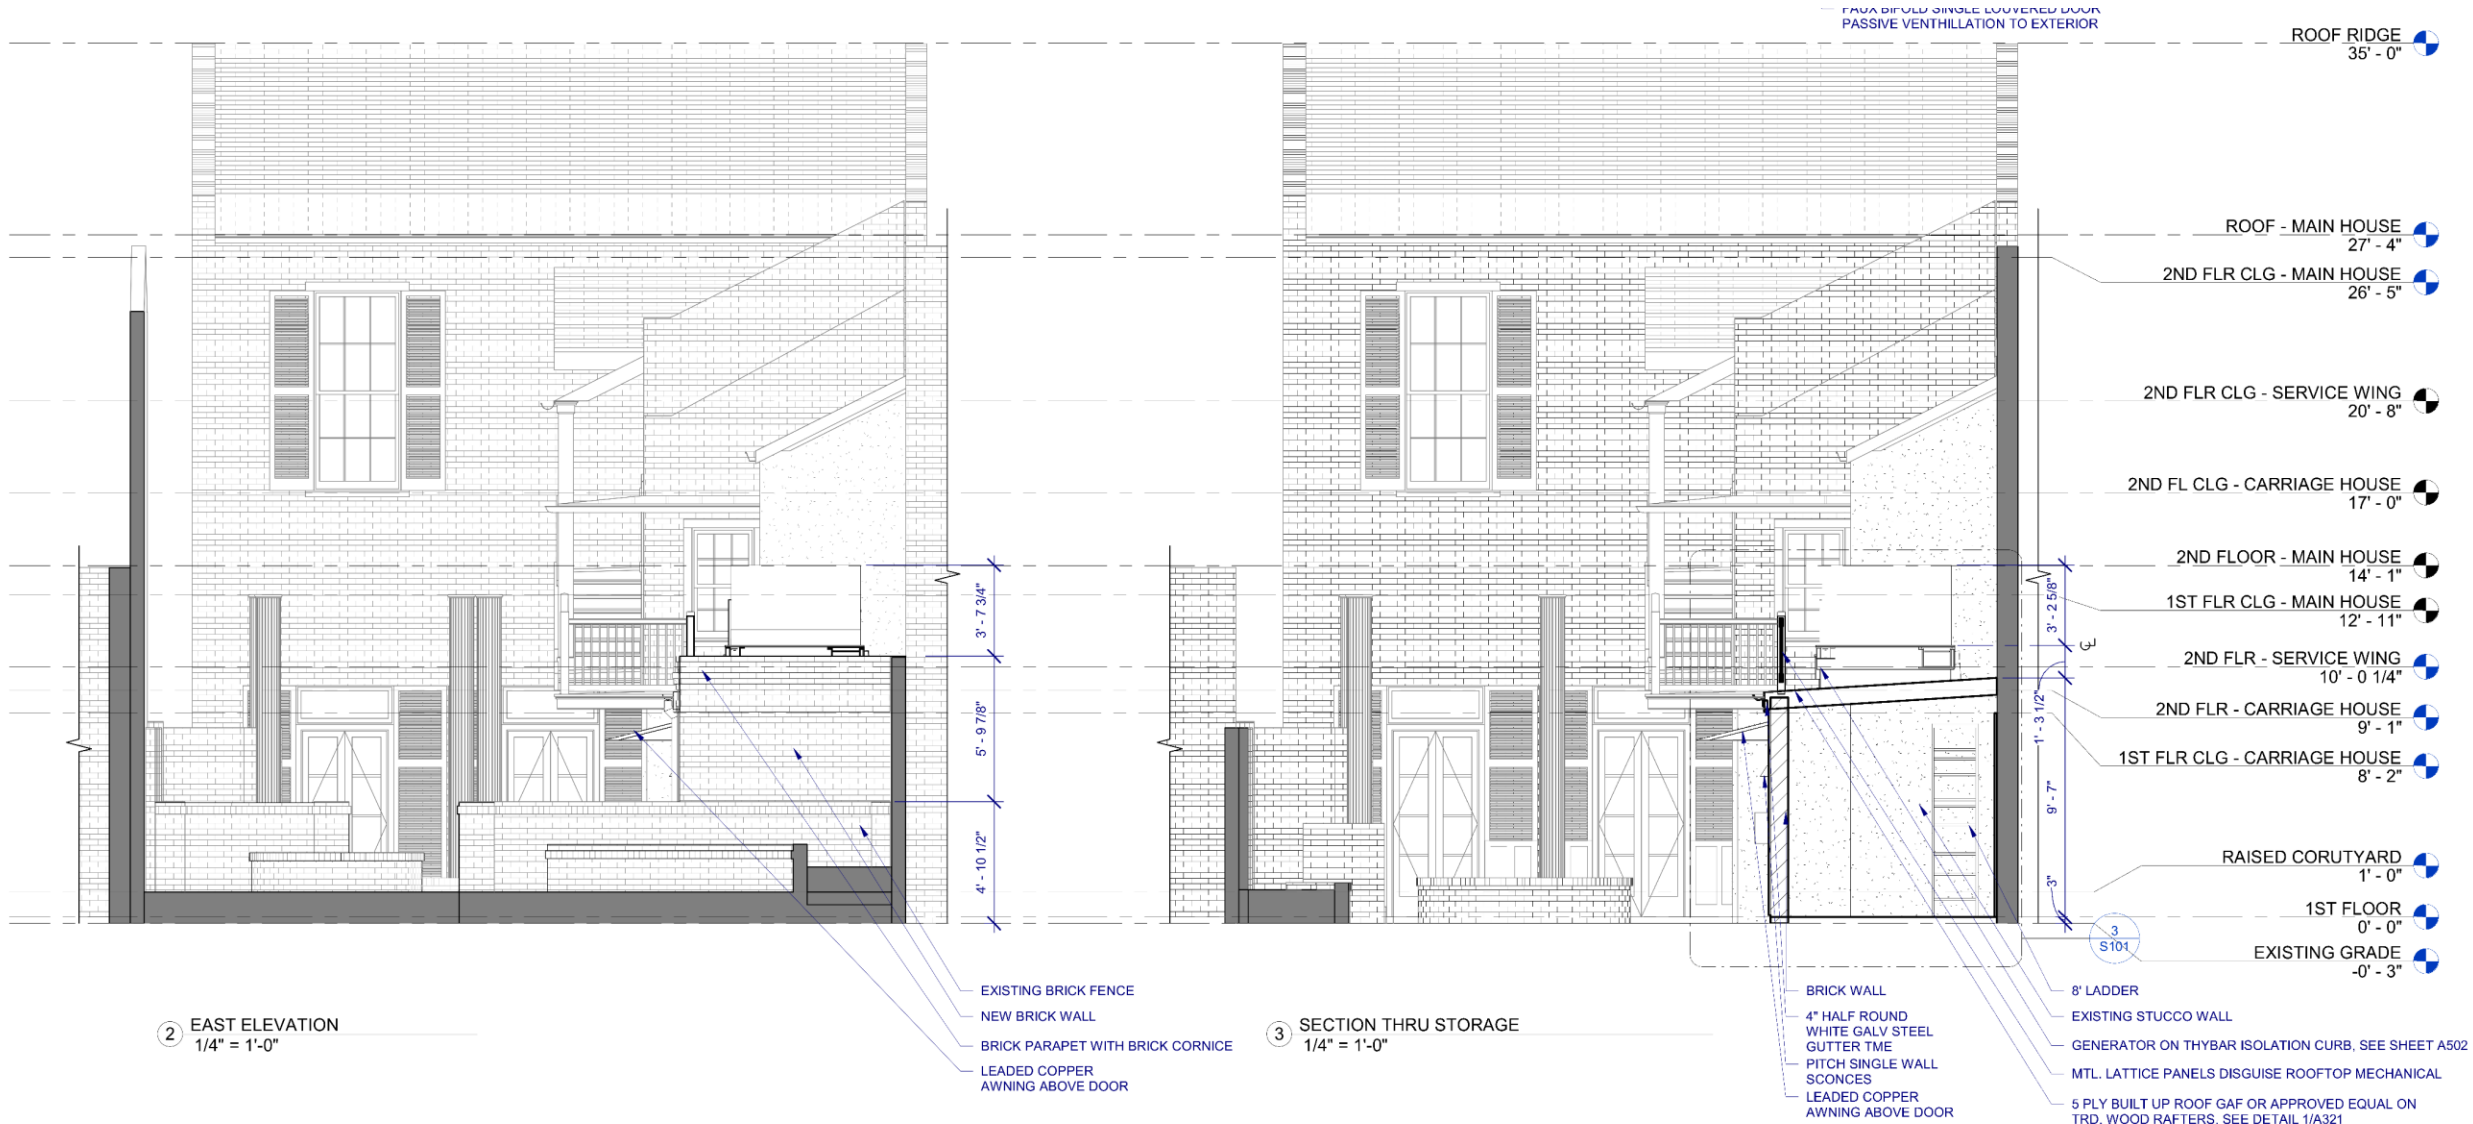 FAUX BIFOLD SINGLE LOUVERED DOOR
PASSIVE VENTHILLATION TO EXTERIOR
ROOF RIDGE
35' - 0"
ROOF - MAIN HOUSE
27' - 4"
2ND FLR CLG - MAIN HOUSE
26' - 5"
2ND FLR CLG - SERVICE WING
20' - 8"
2ND FL CLG - CARRIAGE HOUSE
17' - 0"
2ND FLOOR - MAIN HOUSE
14' - 1"
1ST FLR CLG - MAIN HOUSE
12' - 11"
2ND FLR - SERVICE WING
10' - 0 1/4"
2ND FLR - CARRIAGE HOUSE
9' - 1"
1ST FLR CLG - CARRIAGE HOUSE
8' - 2"
RAISED CORUTYARD
1' - 0"
1ST FLOOR
0' - 0"
EXISTING GRADE
-0' - 3"
3' - 7 3/4"
5' - 9 7/8"
4' - 10 1/2"
3' - 2 5/8"
1' - 3 1/2"
9' - 7"
3"
3
S101
EXISTING BRICK FENCE
NEW BRICK WALL
BRICK PARAPET WITH BRICK CORNICE
LEADED COPPER
AWNING ABOVE DOOR
2
EAST ELEVATION
1/4" = 1'-0"
3
SECTION THRU STORAGE
1/4" = 1'-0"
BRICK WALL
4" HALF ROUND
WHITE GALV STEEL
GUTTER TME
PITCH SINGLE WALL
SCONCES
LEADED COPPER
AWNING ABOVE DOOR
8' LADDER
EXISTING STUCCO WALL
GENERATOR ON THYBAR ISOLATION CURB, SEE SHEET A502
MTL. LATTICE PANELS DISGUISE ROOFTOP MECHANICAL
5 PLY BUILT UP ROOF GAF OR APPROVED EQUAL ON
TRD. WOOD RAFTERS. SEE DETAIL 1/A321